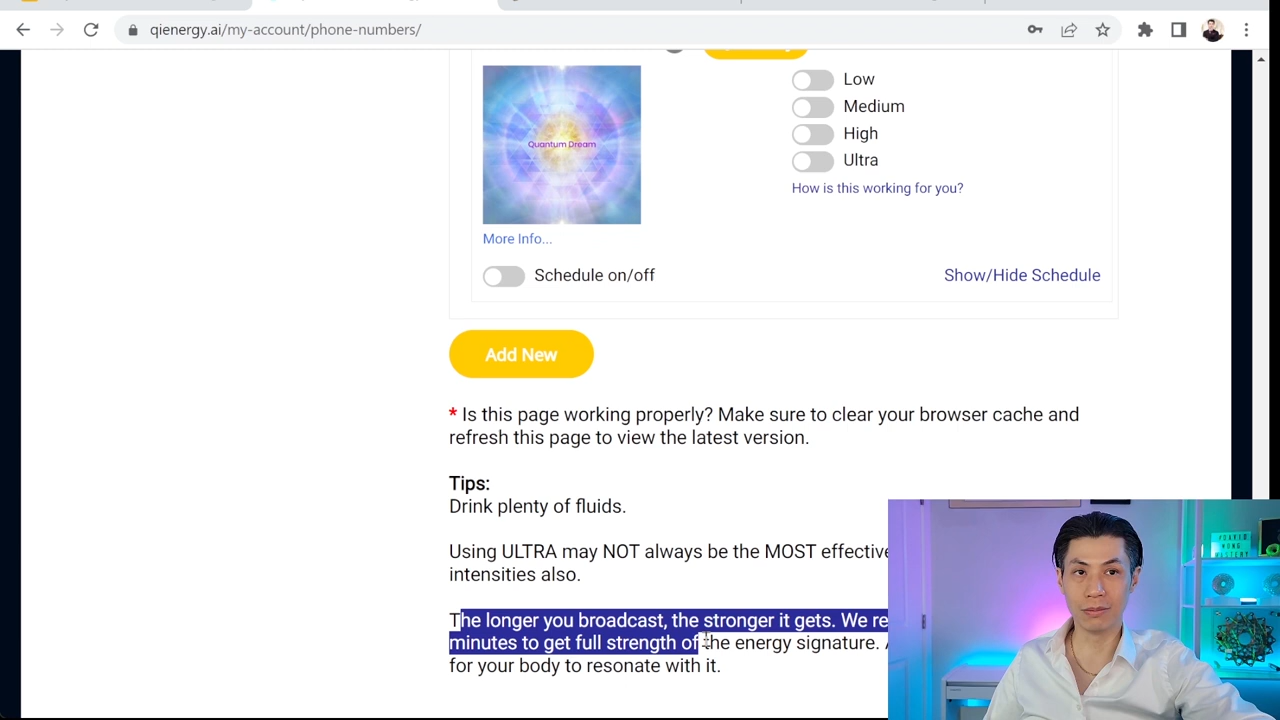 qienergy.ai/my-account/phone-numbers/
Quantum Dream
Low
Medium
High
Ultra
How is this working for you?
More Info...
Schedule on/off
Show/Hide Schedule
Add New
* Is this page working properly? Make sure to clear your browser cache and
refresh this page to view the latest version.
Tips:
Drink plenty of fluids.
Using ULTRA may NOT always be the MOST effective
intensities also.
The longer you broadcast, the stronger it gets. We re
minutes to get full strength of the energy signature.
for your body to resonate with it.
WONG
MASTERY